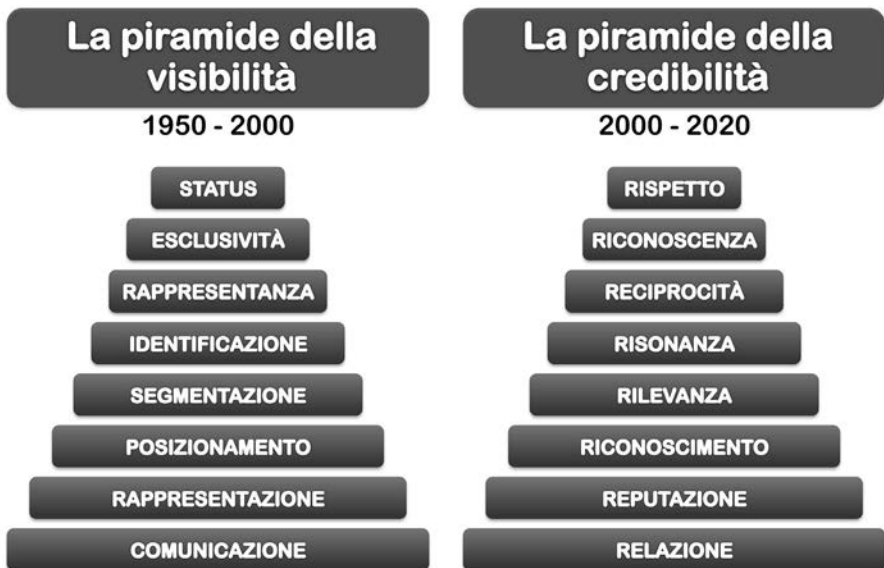 La piramide della
visibilità
1950 - 2000
STATUS
ESCLUSIVITÀ
RAPPRESENTANZA
IDENTIFICAZIONE
SEGMENTAZIONE
POSIZIONAMENTO
RAPPRESENTAZIONE
COMUNICAZIONE
La piramide della
credibilità
2000 - 2020
RISPETTO
RICONOSCENZA
RECIPROCITÀ
RISONANZA
RILEVANZA
RICONOSCIMENTO
REPUTAZIONE
RELAZIONE